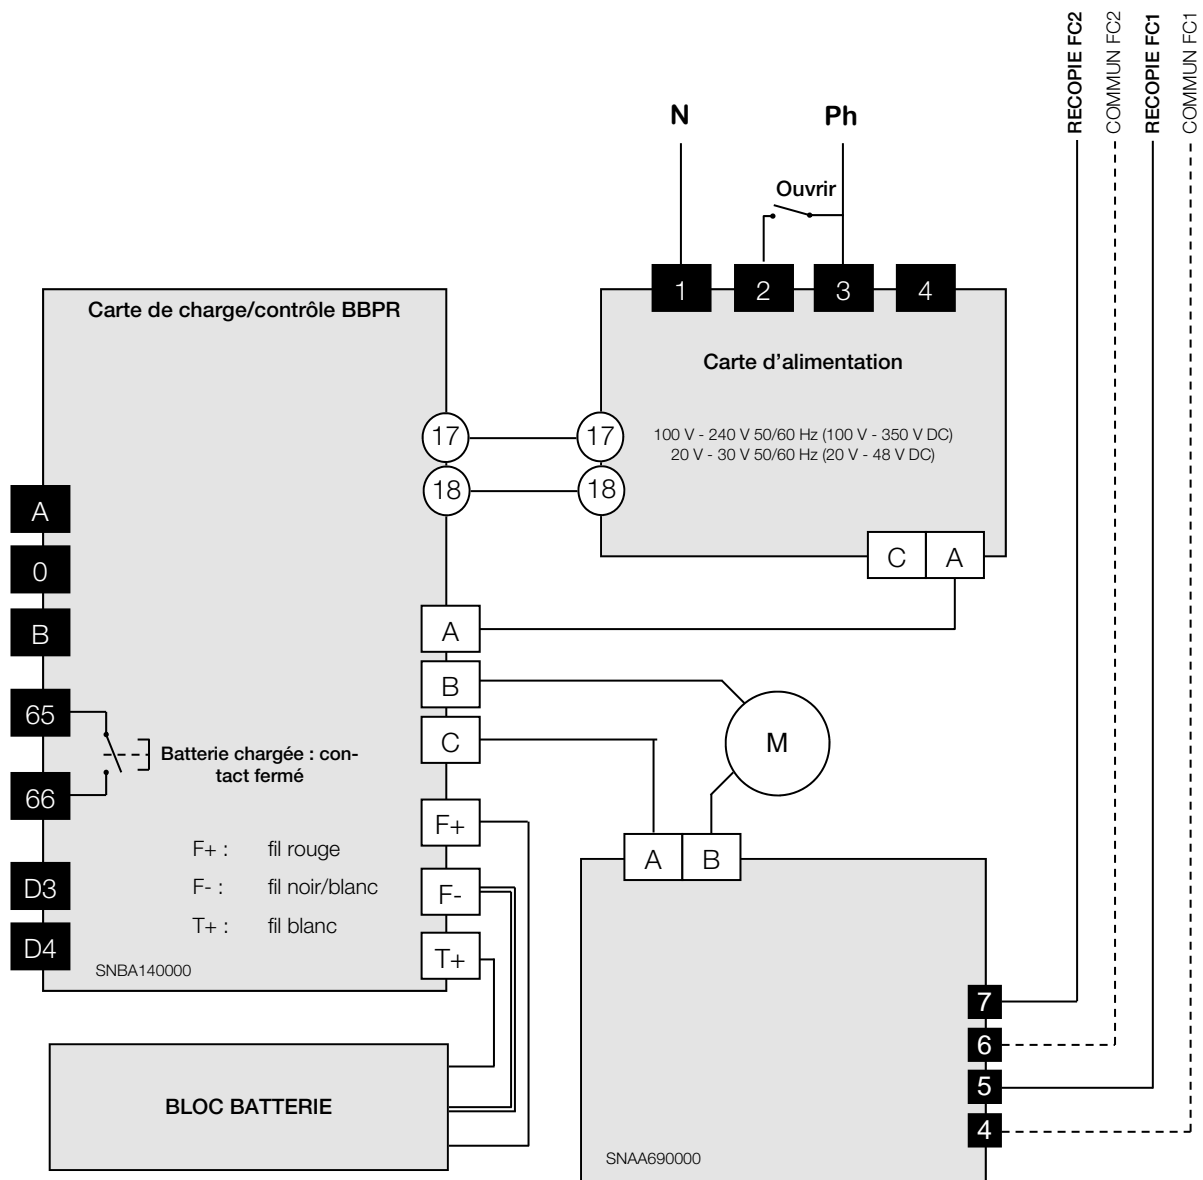 RECOPIE FC2
COMMUN FC2
RECOPIE FC1
COMMUN FC1
N
Ph
Ouvrir
1
2
3
4
Carte de charge/contrôle BBPR
Carte d'alimentation
100 V - 240 V 50/60 Hz (100 V - 350 V DC)
20 V - 30 V 50/60 Hz (20 V - 48 V DC)
17
17
18
18
A
0
B
65
66
D3
D4
C
A
A
B
C
M
Batterie chargée : con-
tact fermé
F+ : fil rouge
F- : fil noir/blanc
T+ : fil blanc
SNBA140000
F+
F-
T+
A
B
7
6
5
4
BLOC BATTERIE
SNAA690000